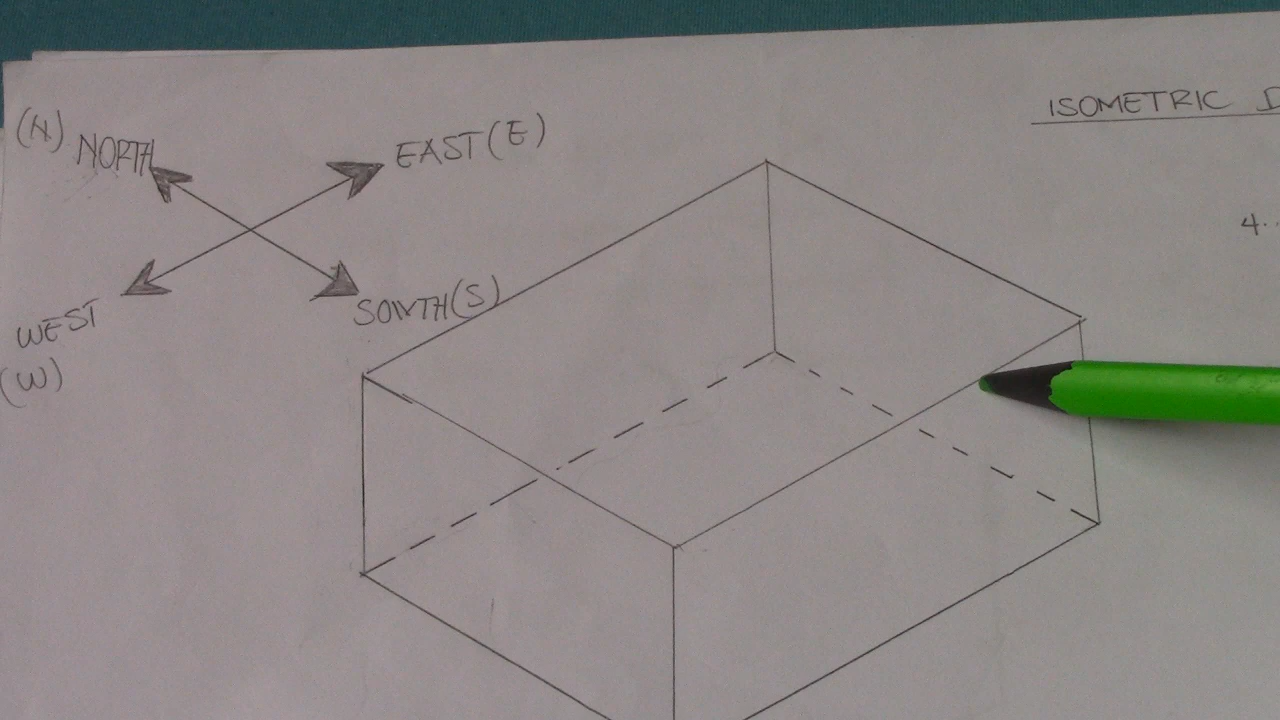 (N) NORTH
EAST(E)
ISOMETRIC
4..
SOWTH(S)
WEST
(W)